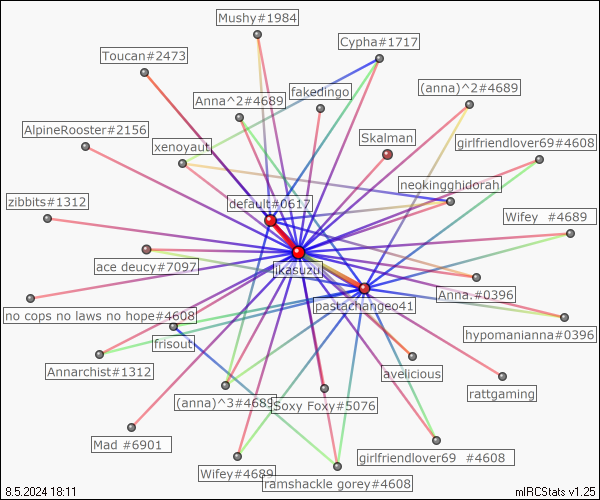 Mushy#1984
Cypha#1717
Toucan#2473
(anna)^2#4689
fakedingo
Anna^2#4689
AlpineRooster#2156
Skalman
girlfriendlover69#4608
xenoyaut
neokingghidorah
zibbits#1312
default#0617
Wifey #4689
ace deucy#7097
ikasuzu
Anna.#0396
pastachangeo41
no cops no laws no hope#4608
hypomanianna#0396
frisout
Annarchist#1312
avelicious
rattgaming
(anna)^3#4689
Soxy Foxy#5076
Mad #6901
girlfriendlover69 #4608
Wifey#4689
ramshackle gorey#4608
8.5.2024 18:11
mIRCStats v1.25